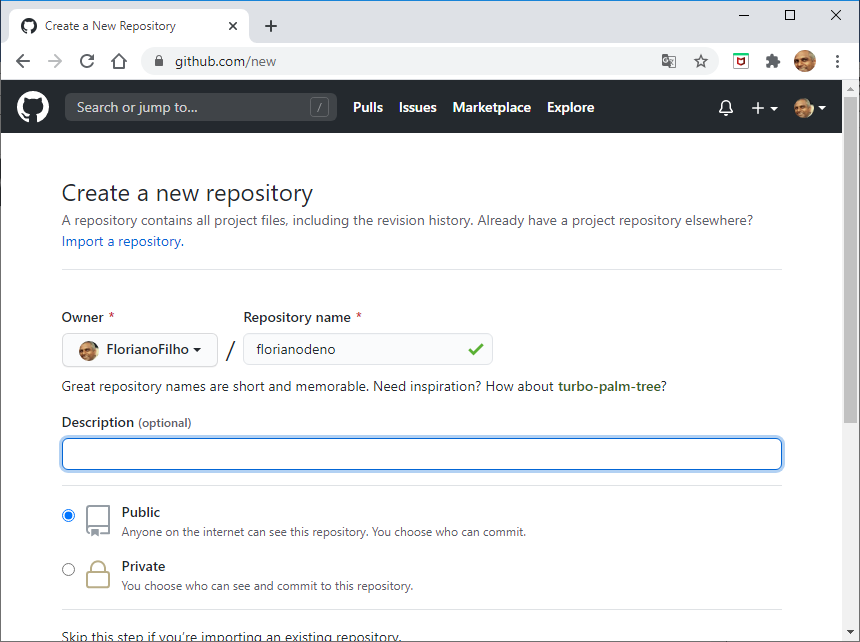 Create a New Repository
github.com/new
Search or jump to... /
Pulls Issues Marketplace Explore
Create a new repository
A repository contains all project files, including the revision history. Already have a project repository elsewhere?
Import a repository.
Owner * Repository name *
FlorianoFilho / florianodeno
Great repository names are short and memorable. Need inspiration? How about turbo-palm-tree?
Description (optional)
Public
Anyone on the internet can see this repository. You choose who can commit.
Private
You choose who can see and commit to this repository.
Skip this step if you're importing an existing repository.